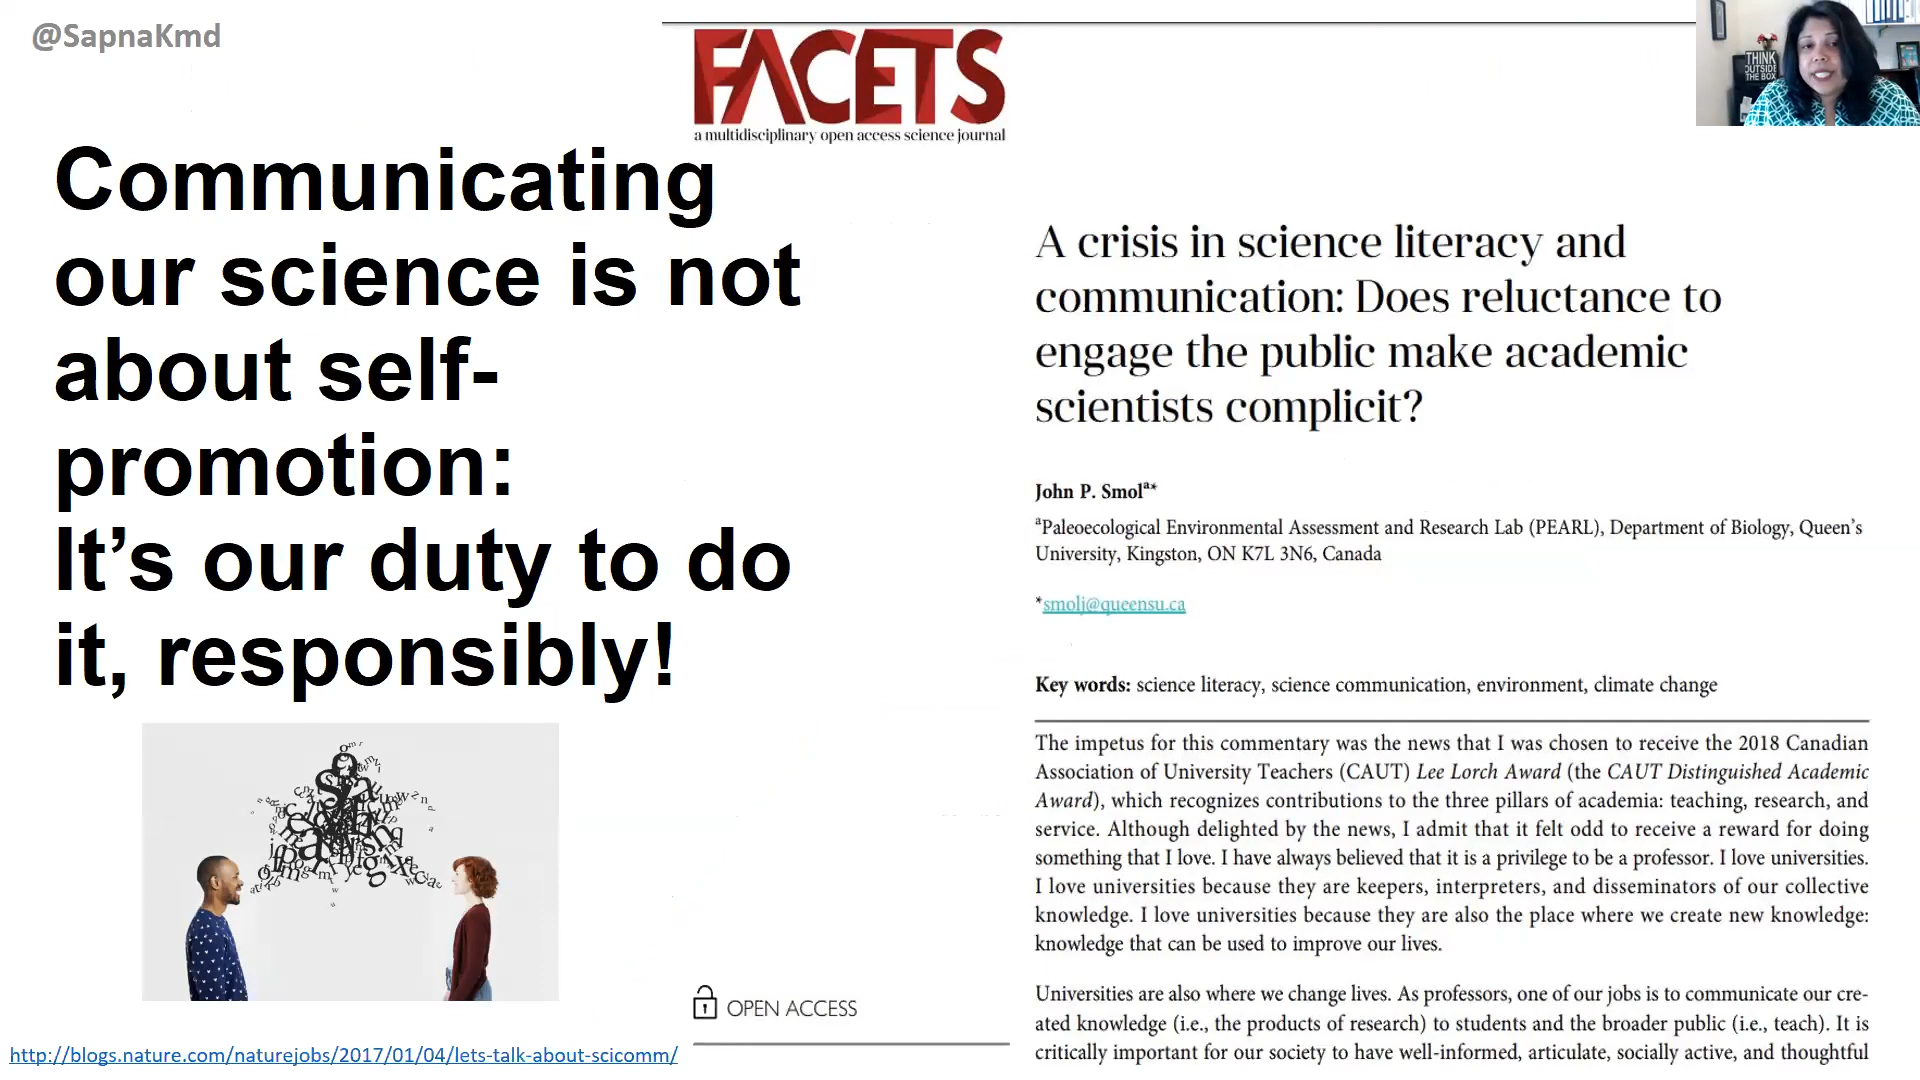 @SapnaKmd
FACETS
a multidisciplinary open access science journal
THINK
OUTSIDE
THE BOX
Communicating
our science is not
about self-
promotion:
It's our duty to do
it, responsibly!
http://blogs.nature.com/naturejobs/2017/01/04/lets-talk-about-scicomm/
A crisis in science literacy and
communication: Does reluctance to
engage the public make academic
scientists complicit?
John P. Smolᵃ*
ᵃPaleoecological Environmental Assessment and Research Lab (PEARL), Department of Biology, Queen's
University, Kingston, ON K7L 3N6, Canada
*smolj@queensu.ca
Key words: science literacy, science communication, environment, climate change
The impetus for this commentary was the news that I was chosen to receive the 2018 Canadian
Association of University Teachers (CAUT) Lee Lorch Award (the CAUT Distinguished Academic
Award), which recognizes contributions to the three pillars of academia: teaching, research, and
service. Although delighted by the news, I admit that it felt odd to receive a reward for doing
something that I love. I have always believed that it is a privilege to be a professor. I love universities.
I love universities because they are keepers, interpreters, and disseminators of our collective
knowledge. I love universities because they are also the place where we create new knowledge:
knowledge that can be used to improve our lives.
Universities are also where we change lives. As professors, one of our jobs is to communicate our cre-
ated knowledge (i.e., the products of research) to students and the broader public (i.e., teach). It is
critically important for our society to have well-informed, articulate, socially active, and thoughtful
OPEN ACCESS